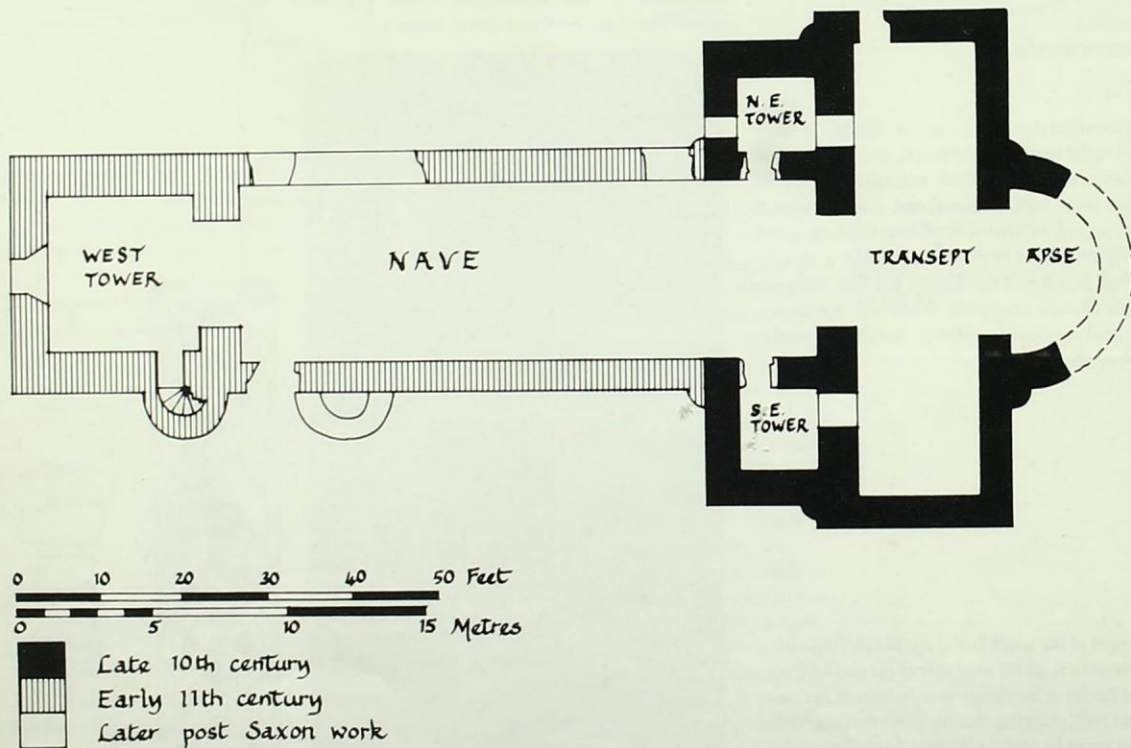 N.E.
TOWER
WEST
TOWER
NAVE
TRANSEPT
APSE
S.E.
TOWER
0 10 20 30 40 50 Feet
0 5 10 15 Metres
Late 10th century
Early 11th century
Later post Saxon work